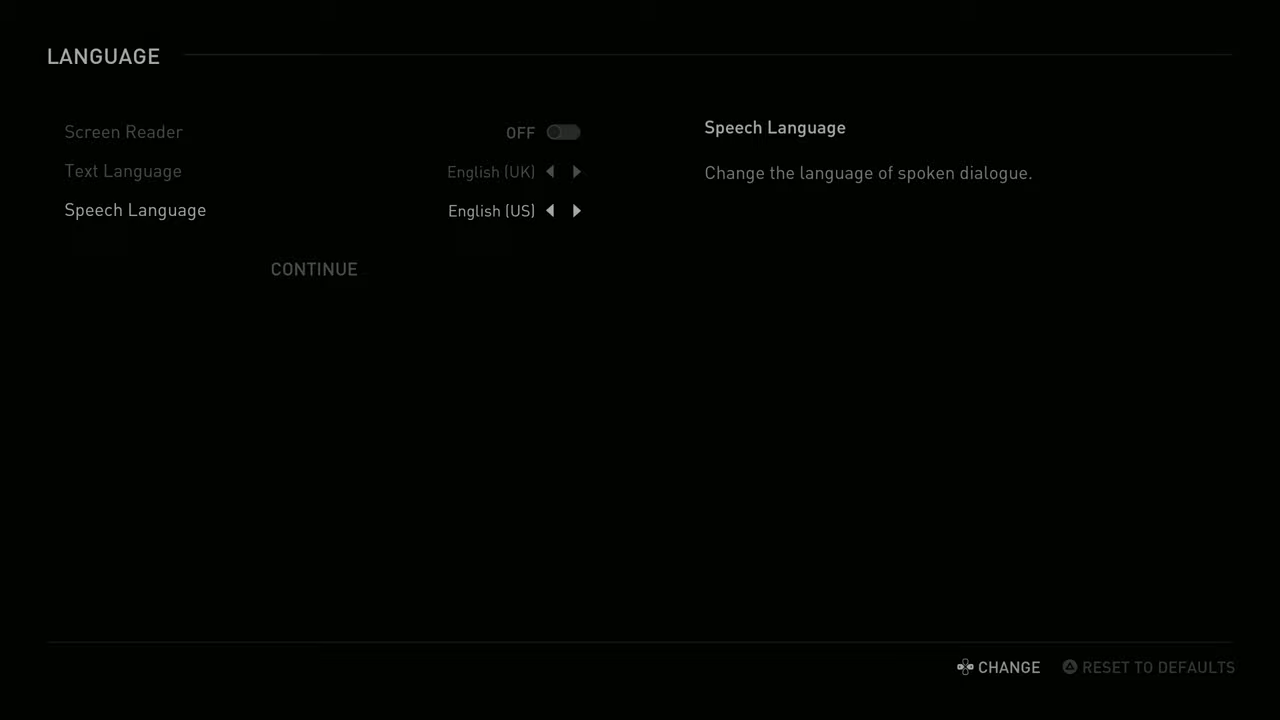 LANGUAGE
Screen Reader OFF
Text Language English (UK)
Speech Language English (US)
CONTINUE
Speech Language
Change the language of spoken dialogue.
CHANGE RESET TO DEFAULTS